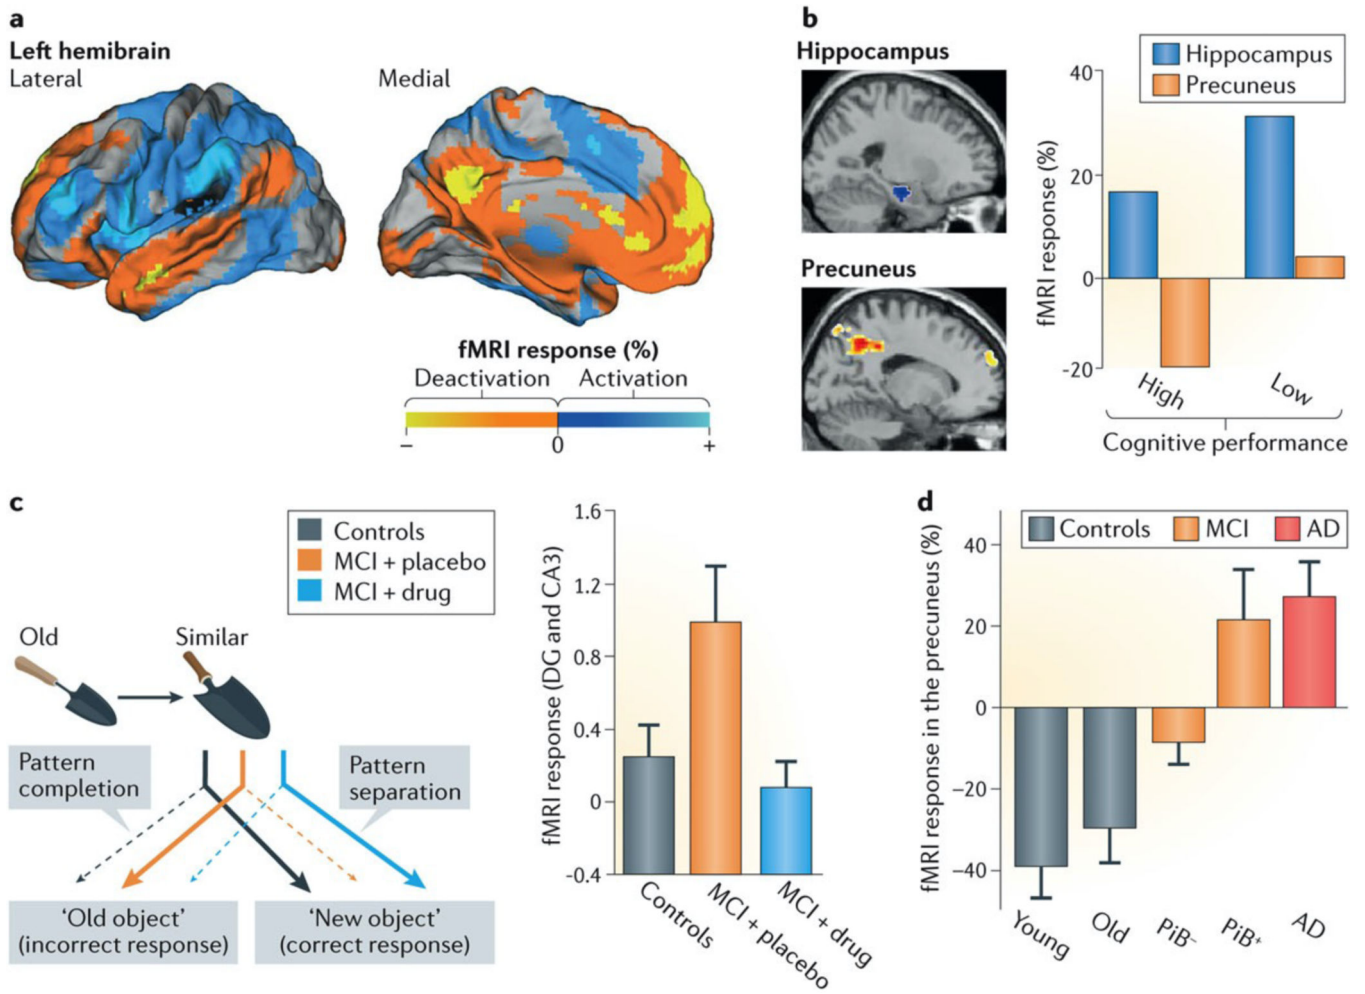 a
Left hemibrain
Lateral
Medial
fMRI response (%)
Deactivation
Activation
−
0
+
b
Hippocampus
Precuneus
Hippocampus
Precuneus
fMRI response (%)
40
20
0
-20
High
Low
Cognitive performance
c
Controls
MCI + placebo
MCI + drug
Old
Similar
Pattern
completion
Pattern
separation
‘Old object’
(incorrect response)
‘New object’
(correct response)
fMRI response (DG and CA3)
1.6
1.2
0.8
0.4
0
-0.4
Controls
MCI + placebo
MCI + drug
d
Controls
MCI
AD
fMRI response in the precuneus (%)
40
20
0
−20
−40
Young
Old
PiB⁻
PiB⁺
AD